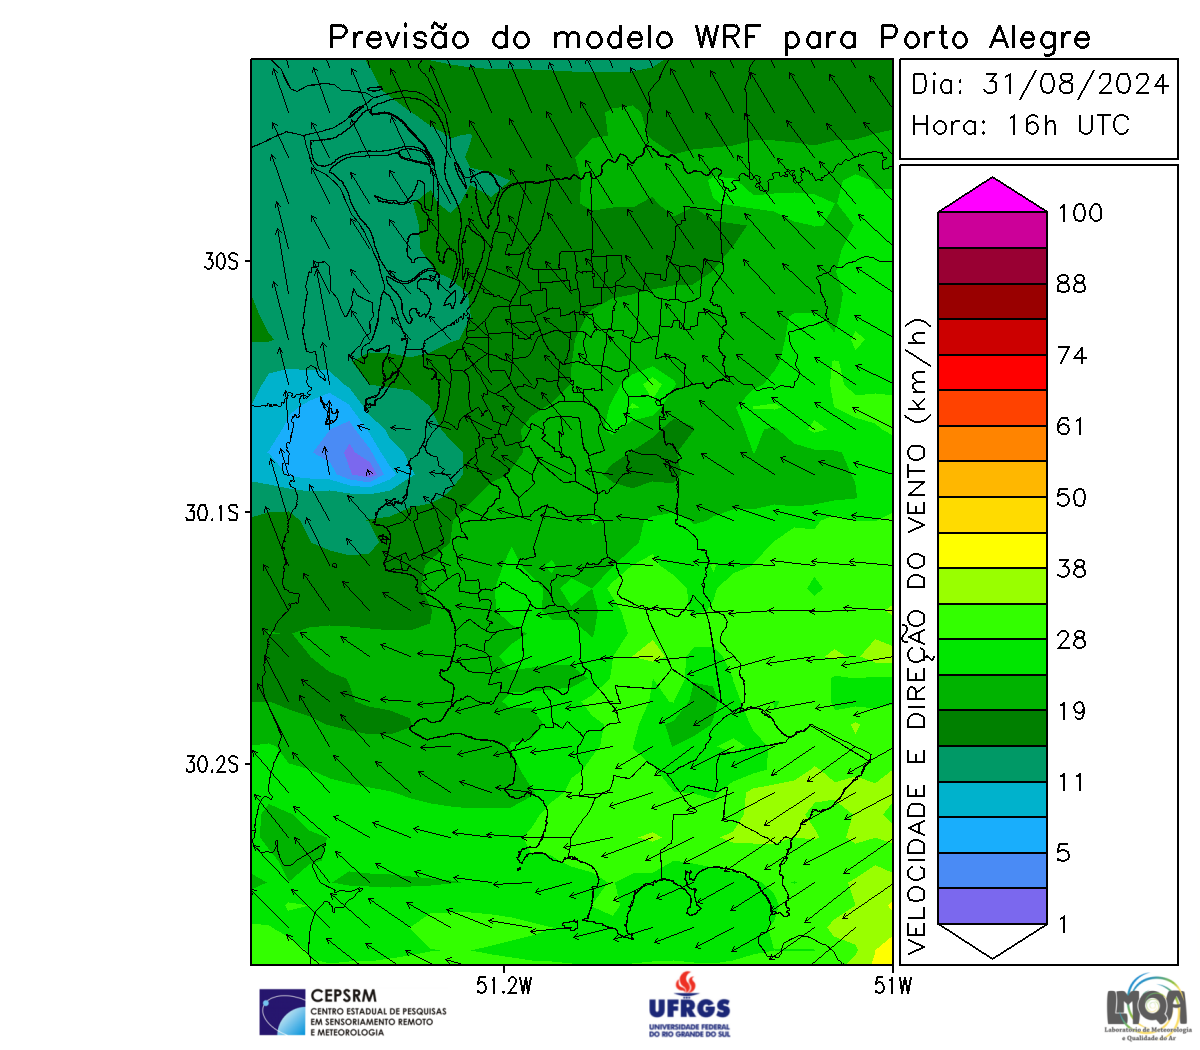 Previsão do modelo WRF para Porto Alegre
Dia: 31/08/2024
Hora: 16h UTC
100
88
74
61
50
38
28
19
11
5
1
VELOCIDADE E DIREÇÃO DO VENTO (km/h)
30S
30.1S
30.2S
51.2W
51W
CEPSRM
CENTRO ESTADUAL DE PESQUISAS
EM SENSORIAMENTO REMOTO
E METEOROLOGIA
UFRGS
UNIVERSIDADE FEDERAL
DO RIO GRANDE DO SUL
LMQA
Laboratório de Meteorologia
e Qualidade do Ar